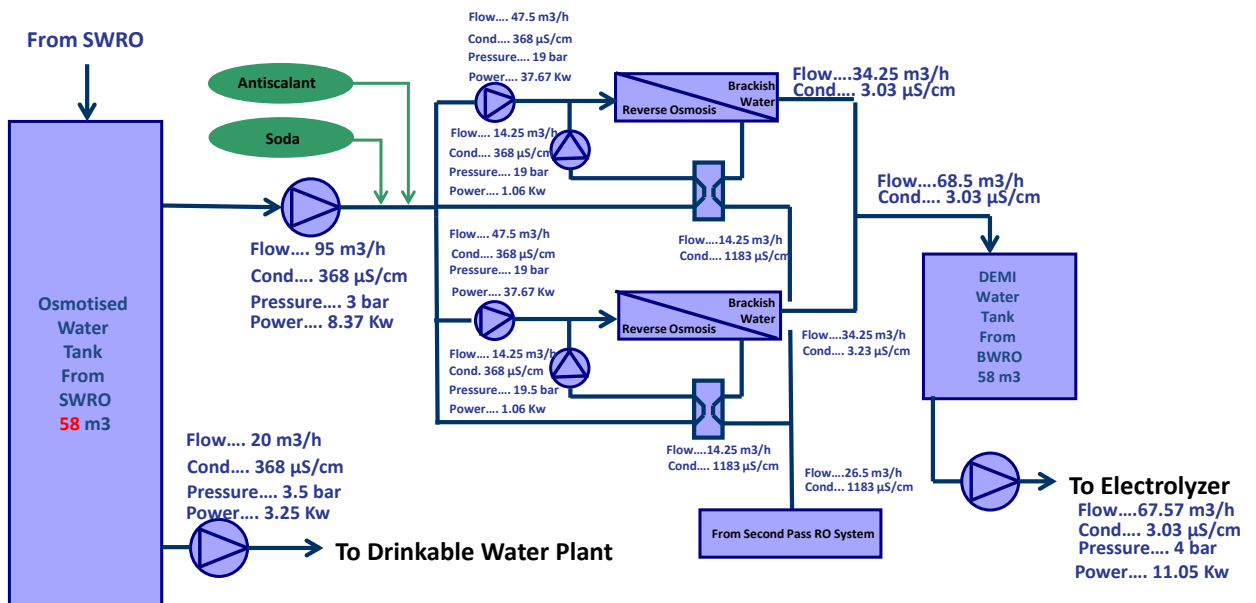 From SWRO
Osmotised
Water
Tank
From
SWRO
58 m3
Antiscalant
Soda
Flow.... 95 m3/h
Cond.... 368 µS/cm
Pressure.... 3 bar
Power.... 8.37 Kw
Flow.... 20 m3/h
Cond.... 368 µS/cm
Pressure.... 3.5 bar
Power.... 3.25 Kw
To Drinkable Water Plant
Flow.... 47.5 m3/h
Cond.... 368 µS/cm
Pressure.... 19 bar
Power.... 37.67 Kw
Brackish
Water
Reverse Osmosis
Flow.... 14.25 m3/h
Cond.... 368 µS/cm
Pressure.... 19 bar
Power.... 1.06 Kw
Flow....14.25 m3/h
Cond.... 1183 µS/cm
Flow....34.25 m3/h
Cond.... 3.03 µS/cm
Flow.... 47.5 m3/h
Cond.... 368 µS/cm
Pressure.... 19 bar
Power.... 37.67 Kw
Brackish
Water
Reverse Osmosis
Flow.... 14.25 m3/h
Cond. 368 µS/cm
Pressure.... 19.5 bar
Power.... 1.06 Kw
Flow....14.25 m3/h
Cond.... 1183 µS/cm
Flow....34.25 m3/h
Cond.... 3.23 µS/cm
Flow....26.5 m3/h
Cond... 1183 µS/cm
From Second Pass RO System
Flow....68.5 m3/h
Cond.... 3.03 µS/cm
DEMI
Water
Tank
From
BWRO
58 m3
To Electrolyzer
Flow....67.57 m3/h
Cond.... 3.03 µS/cm
Pressure.... 4 bar
Power.... 11.05 Kw